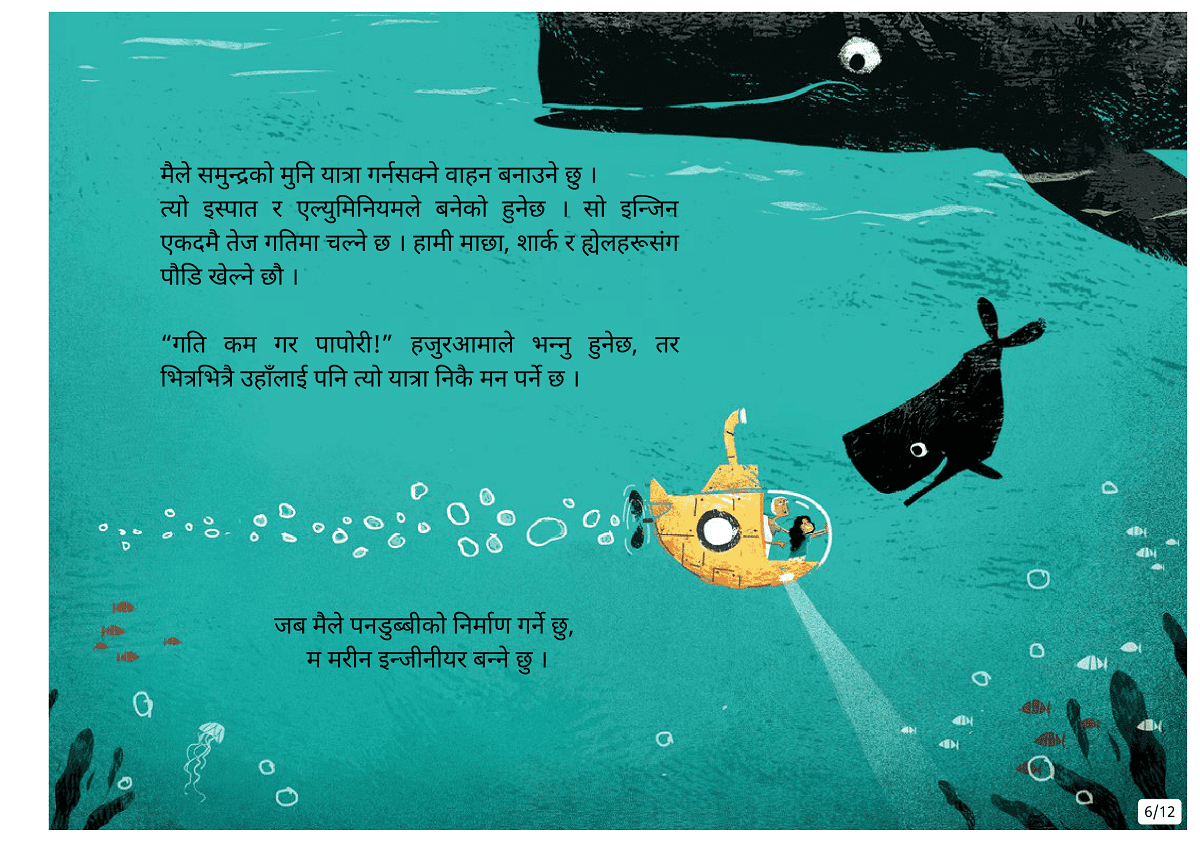 मैले समुन्द्रको मुनि यात्रा गर्नसक्ने वाहन बनाउने छु ।
त्यो इस्पात र एल्युमिनियमले बनेको हुनेछ । सो इन्जिन
एकदमै तेज गतिमा चल्ने छ । हामी माछा, शार्क र ह्वेलहरूसंग
पौडि खेल्ने छौ ।
“गति कम गर पापोरी!” हजुरआमाले भन्नु हुनेछ, तर
भित्रभित्रै उहाँलाई पनि त्यो यात्रा निकै मन पर्ने छ ।
जब मैले पनडुब्बीको निर्माण गर्ने छु,
म मरीन इन्जीनीयर बन्ने छु ।
6/12